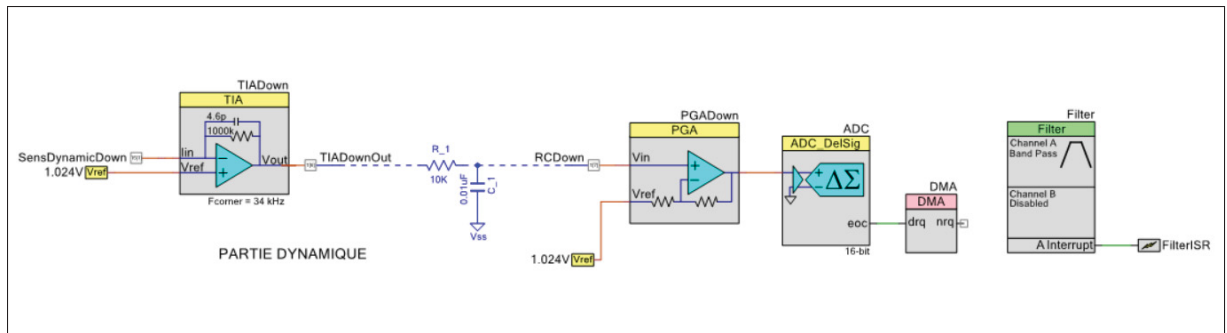 TIADown
TIA
4.6p
1000k
SensDynamicDown
Iin
Vref
Vout
1.024V Vref
Fcorner = 34 kHz
TIADownOut
R_1
10K
0.01uF
C_1
Vss
RCDown
PGADown
PGA
Vin
Vref
1.024V Vref
ADC
ADC_DelSig
ΔΣ
eoc
16-bit
DMA
DMA
drq nrq
Filter
Filter
Channel A
Band Pass
Channel B
Disabled
A Interrupt
FilterISR
PARTIE DYNAMIQUE